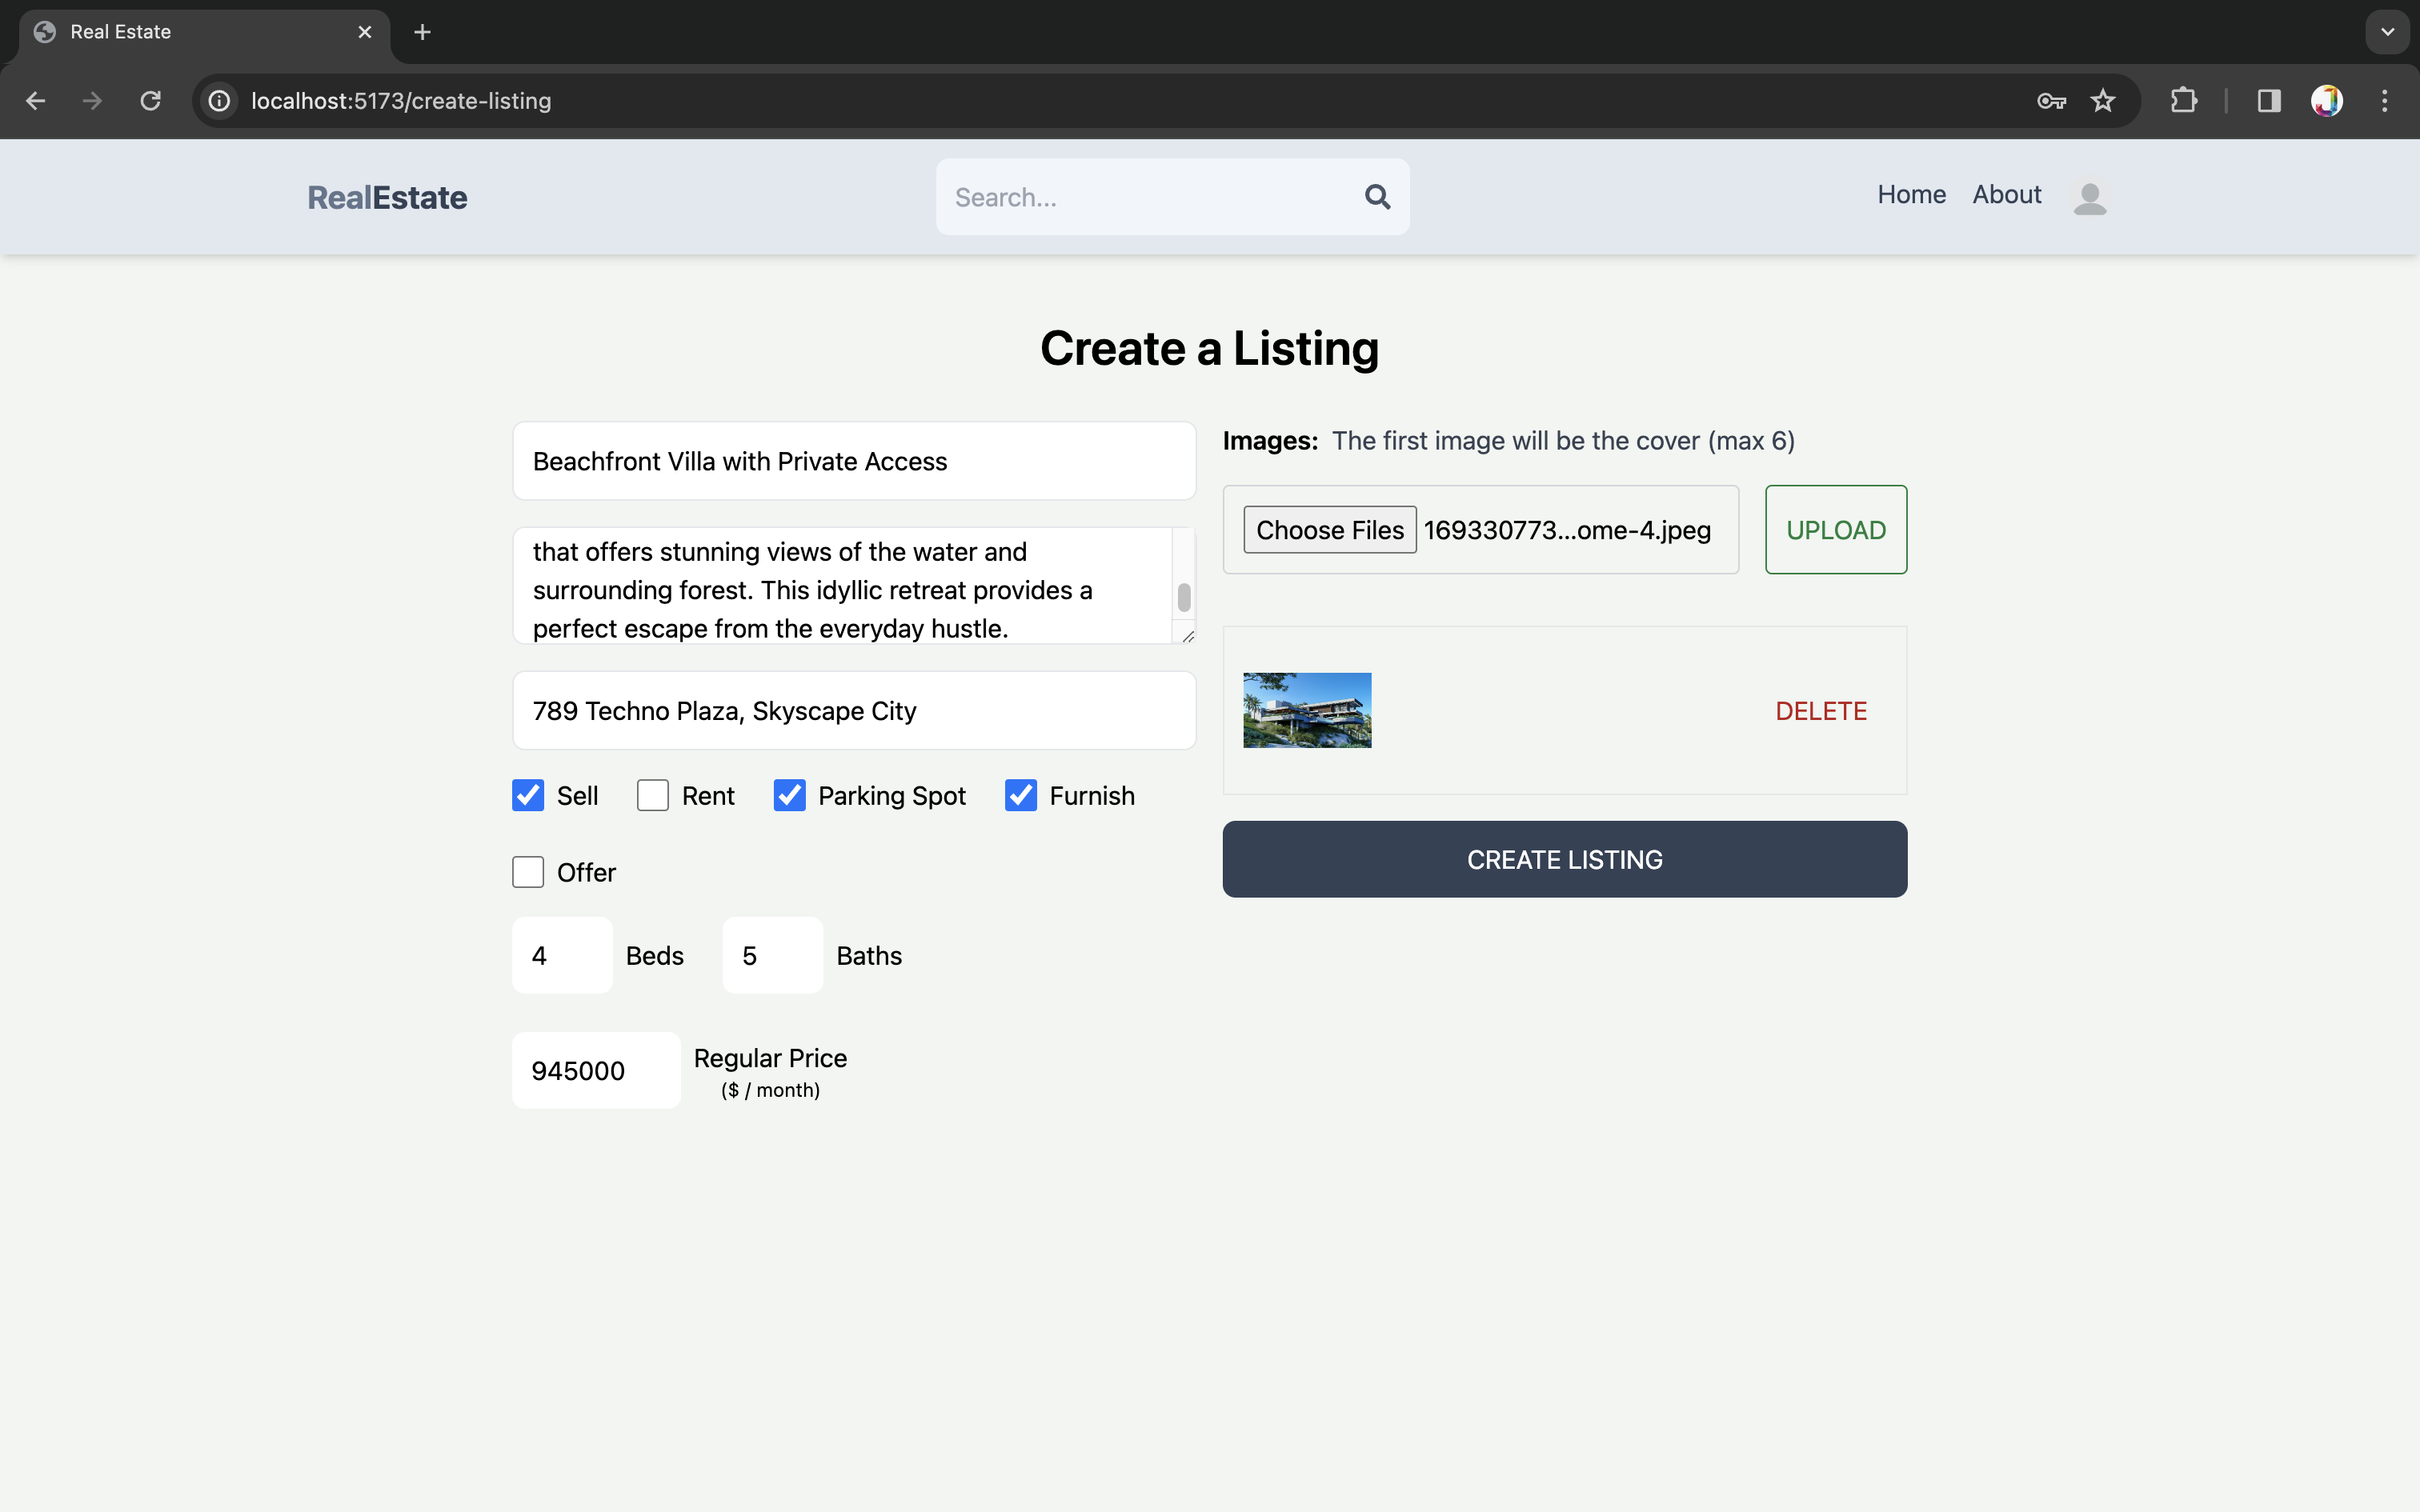 Real Estate
localhost:5173/create-listing
RealEstate
Search...
Home
About
Create a Listing
Beachfront Villa with Private Access
that offers stunning views of the water and
surrounding forest. This idyllic retreat provides a
perfect escape from the everyday hustle.
789 Techno Plaza, Skyscape City
Sell Rent Parking Spot Furnish
Offer
4 Beds 5 Baths
945000 Regular Price
($ / month)
Images: The first image will be the cover (max 6)
Choose Files 169330773...ome-4.jpeg UPLOAD
DELETE
CREATE LISTING